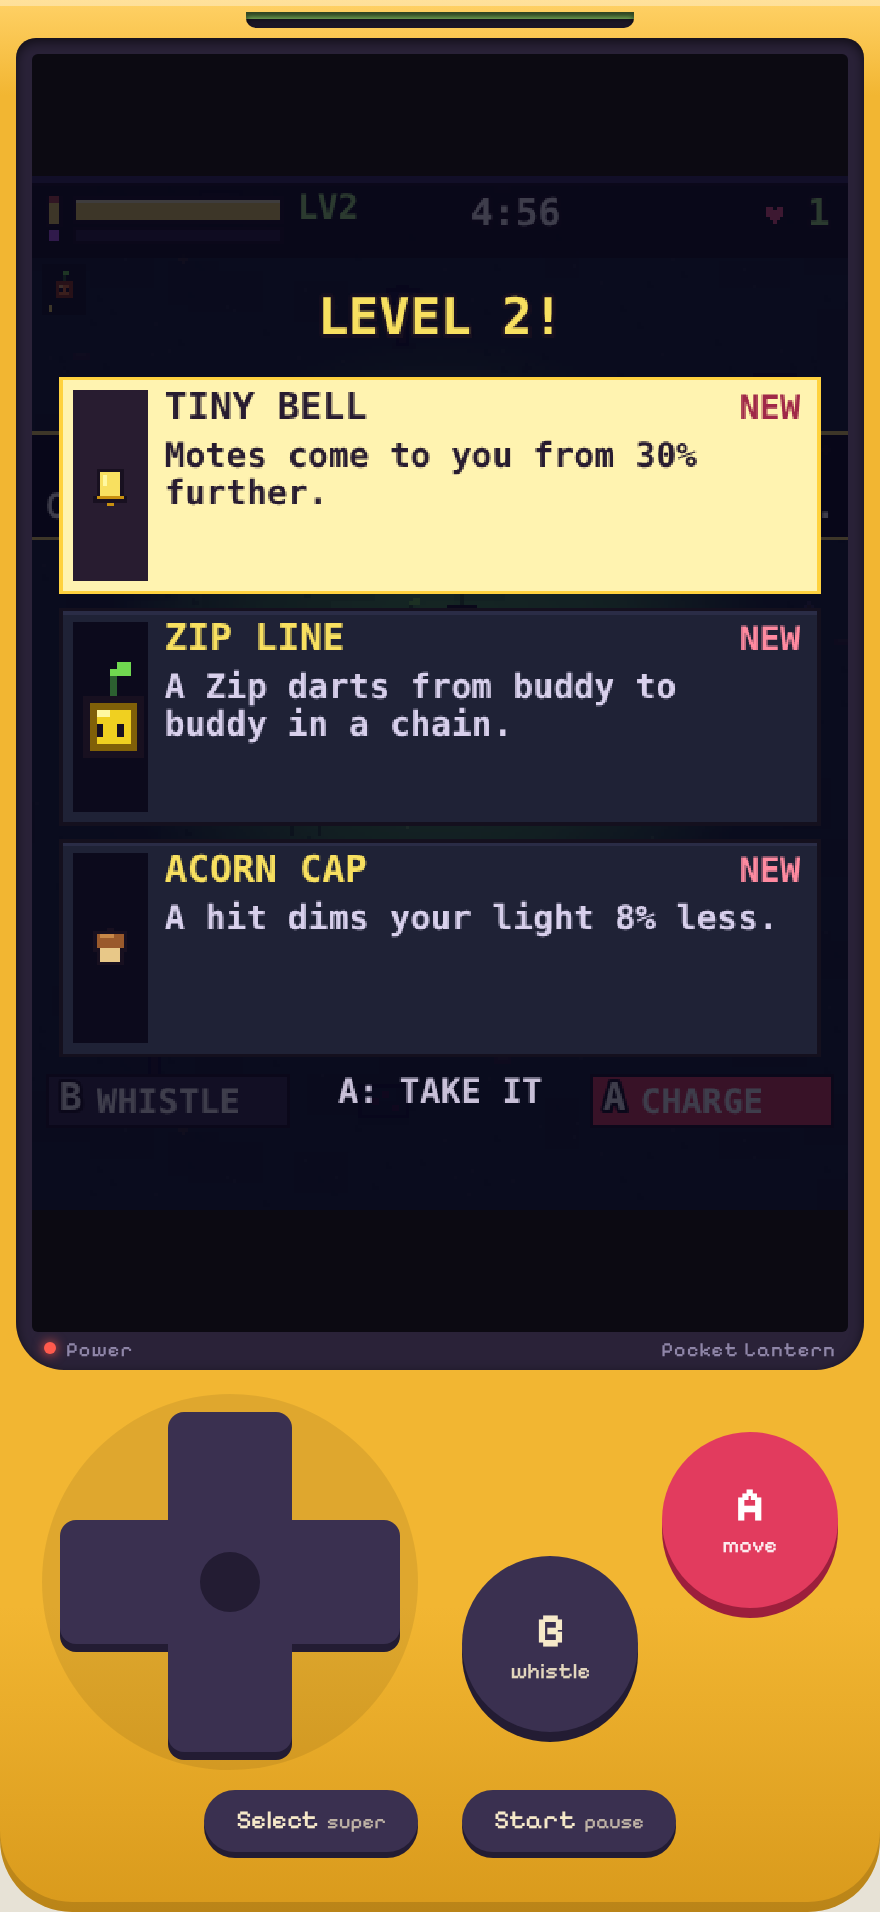 LV2
4:56
1
LEVEL 2!
TINY BELL
NEW
Motes come to you from 30%
further.
ZIP LINE
NEW
A Zip darts from buddy to
buddy in a chain.
ACORN CAP
NEW
A hit dims your light 8% less.
B WHISTLE
A: TAKE IT
A CHARGE
Power
Pocket Lantern
A
move
B
whistle
Select super
Start pause